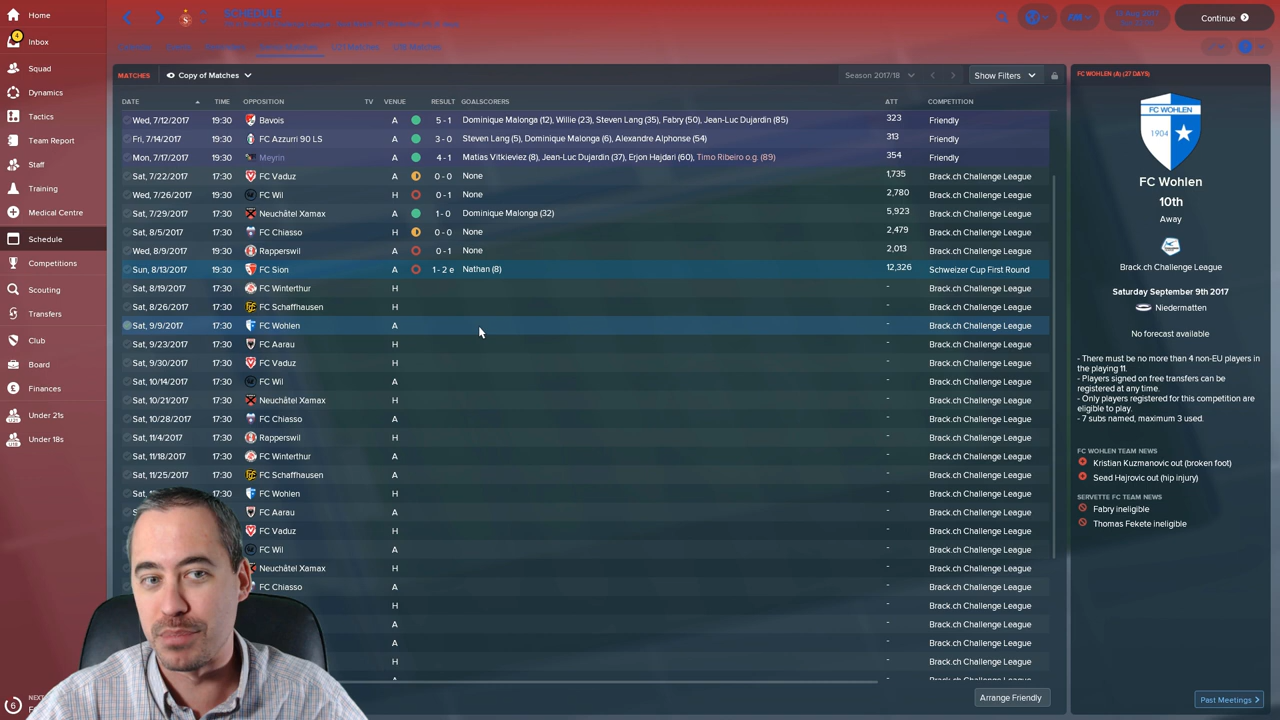 Home
SCHEDULE
Continue
4
Inbox
Squad
Dynamics
Tactics
Team Report
Staff
Training
Medical Centre
Schedule
Competitions
Scouting
Transfers
Club
Board
Finances
Under 21s
Under 18s
6
MATCHES Copy of Matches Season 2017/18 Show Filters
DATE TIME OPPOSITION TV VENUE RESULT GOALSCORERS ATT COMPETITION
Wed, 7/12/2017 19:30 Bavois A Malonga (12), Willie (23), Steven Lang (35), Fabry (50), Jean-Luc Dujardin (85) 323 Friendly
Fri, 7/14/2017 19:30 FC Azzurri 90 LS A Lang (5), Dominique Malonga (6), Alexandre Alphonse (54) 313 Friendly
Mon, 7/17/2017 19:30 Meyrin A 4 - 1 Matias Vitkieviez (8), Jean-Luc Dujardin (37), Erjon Hajdari (60), Timo Ribeiro o.g. (89) 354 Friendly
Sat, 7/22/2017 17:30 FC Vaduz A 0 - 0 None 1,735 Brack.ch Challenge League
Wed, 7/26/2017 19:30 FC Wil H 0 - 1 None 2,780 Brack.ch Challenge League
Sat, 7/29/2017 17:30 Neuchâtel Xamax A 1 - 0 Dominique Malonga (32) 5,923 Brack.ch Challenge League
Sat, 8/5/2017 17:30 FC Chiasso H 0 - 0 None 2,479 Brack.ch Challenge League
Wed, 8/9/2017 19:30 Rapperswil A 0 - 1 None 2,013 Brack.ch Challenge League
Sun, 8/13/2017 19:30 FC Sion A 1 - 2 e Nathan (8) 12,326 Schweizer Cup First Round
Sat, 8/19/2017 17:30 FC Winterthur H - Brack.ch Challenge League
Sat, 8/26/2017 17:30 FC Schaffhausen H - Brack.ch Challenge League
Sat, 9/9/2017 17:30 FC Wohlen A - Brack.ch Challenge League
Sat, 9/23/2017 17:30 FC Aarau H - Brack.ch Challenge League
Sat, 9/30/2017 17:30 FC Vaduz H - Brack.ch Challenge League
Sat, 10/14/2017 17:30 FC Wil A - Brack.ch Challenge League
Sat, 10/21/2017 17:30 Neuchâtel Xamax H - Brack.ch Challenge League
Sat, 10/28/2017 17:30 FC Chiasso A - Brack.ch Challenge League
Sat, 11/4/2017 17:30 Rapperswil H - Brack.ch Challenge League
Sat, 11/18/2017 17:30 FC Winterthur A - Brack.ch Challenge League
Sat, 11/25/2017 17:30 FC Schaffhausen A - Brack.ch Challenge League
17:30 FC Wohlen H - Brack.ch Challenge League
FC Aarau A - Brack.ch Challenge League
FC Vaduz H - Brack.ch Challenge League
FC Wil A - Brack.ch Challenge League
Neuchâtel Xamax H - Brack.ch Challenge League
FC Chiasso A - Brack.ch Challenge League
H - Brack.ch Challenge League
A - Brack.ch Challenge League
A - Brack.ch Challenge League
H - Brack.ch Challenge League
Arrange Friendly
FC WOHLEN (A) (27 DAYS)
1904
FC Wohlen
10th
Away
Brack.ch Challenge League
Saturday September 9th 2017
Niedermatten
No forecast available
- There must be no more than 4 non-EU players in
the playing 11.
- Players signed on free transfers can be
registered at any time.
- Only players registered for this competition are
eligible to play.
- 7 subs named, maximum 3 used.
FC WOHLEN TEAM NEWS
Kristian Kuzmanovic out (broken foot)
Sead Hajrovic out (hip injury)
SERVETTE FC TEAM NEWS
Fabry ineligible
Thomas Fekete ineligible
Past Meetings